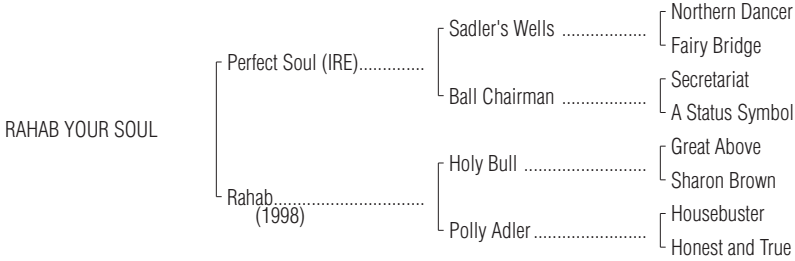 Northern Dancer
Sadler's Wells ...................
Fairy Bridge
Perfect Soul (IRE)..............
Secretariat
Ball Chairman ...................
A Status Symbol
RAHAB YOUR SOUL
Great Above
Holy Bull ...........................
Sharon Brown
Rahab.................................
(1998)
Housebuster
Polly Adler.........................
Honest and True